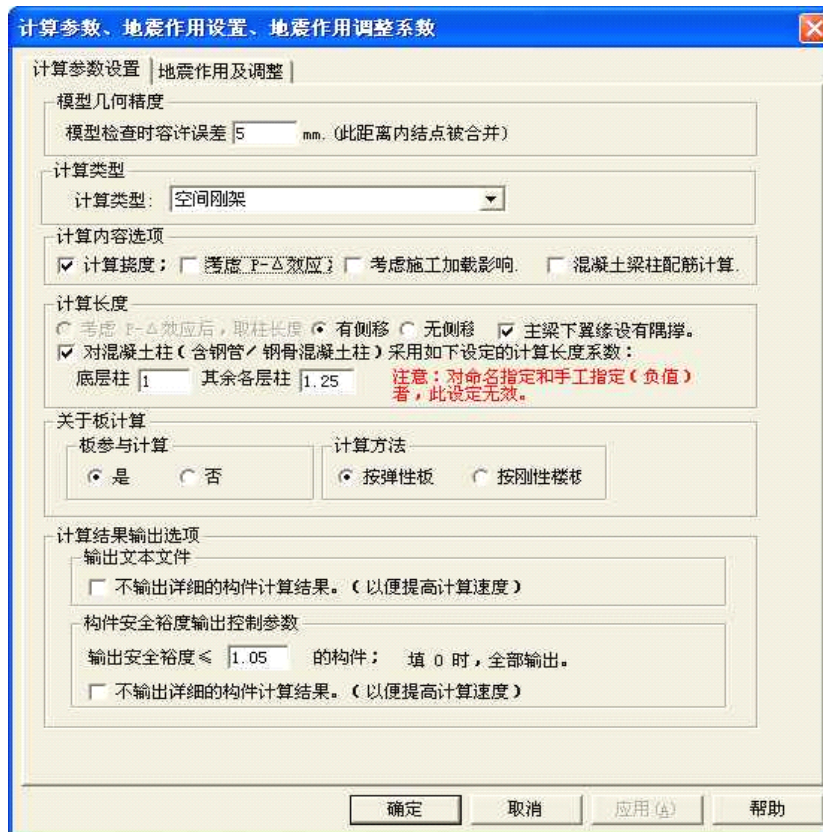 计算参数、地震作用设置、地震作用调整系数
计算参数设置 地震作用及调整
模型几何精度
模型检查时容许误差 5 mm. (此距离内结点被合并)
计算类型
计算类型: 空间刚架
计算内容选项
计算挠度; 考虑 P-Δ效应; 考虑施工加载影响. 混凝土梁柱配筋计算.
计算长度
考虑 P-Δ效应后,取柱长度 有侧移 无侧移 主梁下翼缘设有隅撑。
对混凝土柱(含钢管/钢骨混凝土柱)采用如下设定的计算长度系数:
底层柱 1 其余各层柱 1.25 注意:对命名指定和手工指定(负值)
者,此设定无效。
关于板计算
板参与计算 计算方法
是 否 按弹性板 按刚性楼板
计算结果输出选项
输出文本文件
不输出详细的构件计算结果。(以便提高计算速度)
构件安全裕度输出控制参数
输出安全裕度≤ 1.05 的构件; 填 0 时,全部输出。
不输出详细的构件计算结果。(以便提高计算速度)
确定 取消 应用(A) 帮助